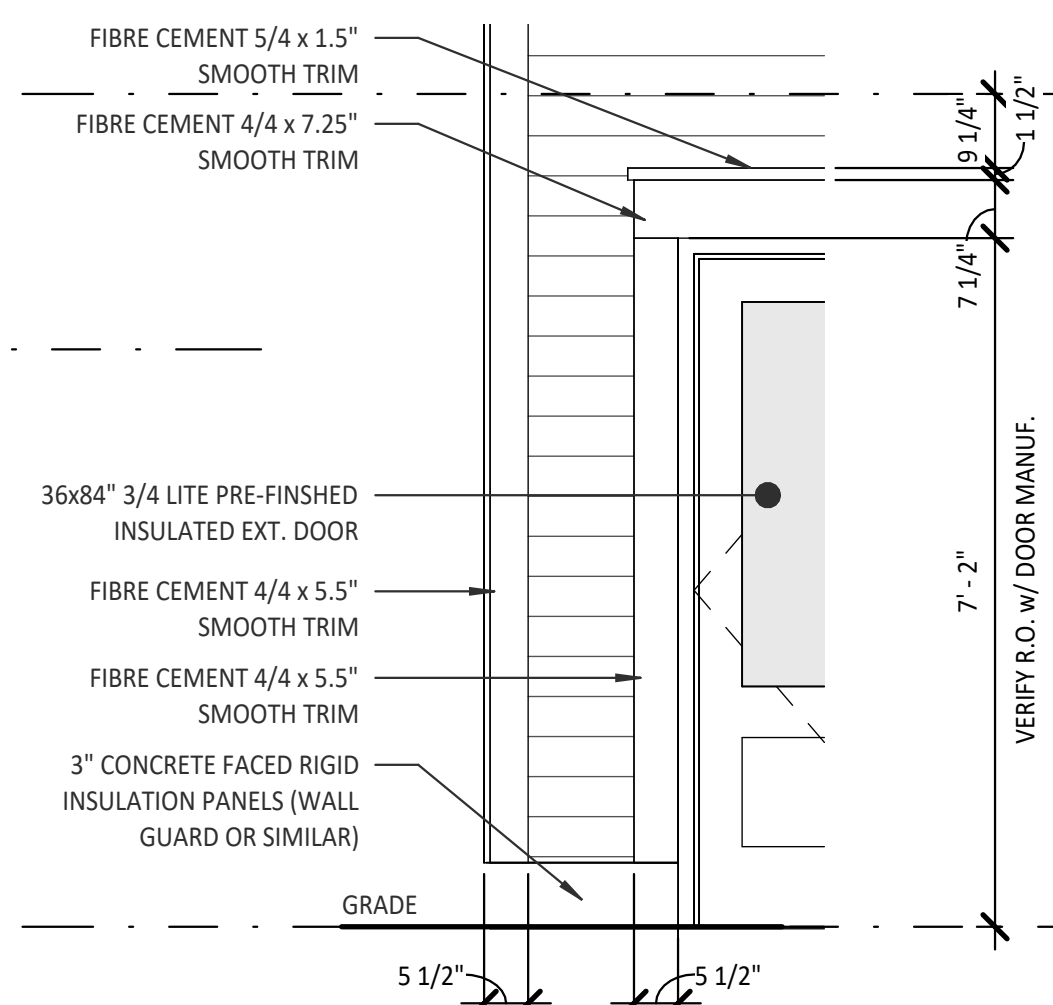 FIBRE CEMENT 5/4 x 1.5"
SMOOTH TRIM
FIBRE CEMENT 4/4 x 7.25"
SMOOTH TRIM
36x84" 3/4 LITE PRE-FINSHED
INSULATED EXT. DOOR
FIBRE CEMENT 4/4 x 5.5"
SMOOTH TRIM
FIBRE CEMENT 4/4 x 5.5"
SMOOTH TRIM
3" CONCRETE FACED RIGID
INSULATION PANELS (WALL
GUARD OR SIMILAR)
GRADE
5 1/2"
5 1/2"
9 1/4"
1 1/2"
7 1/4"
7' - 2"
VERIFY R.O. w/ DOOR MANUF.